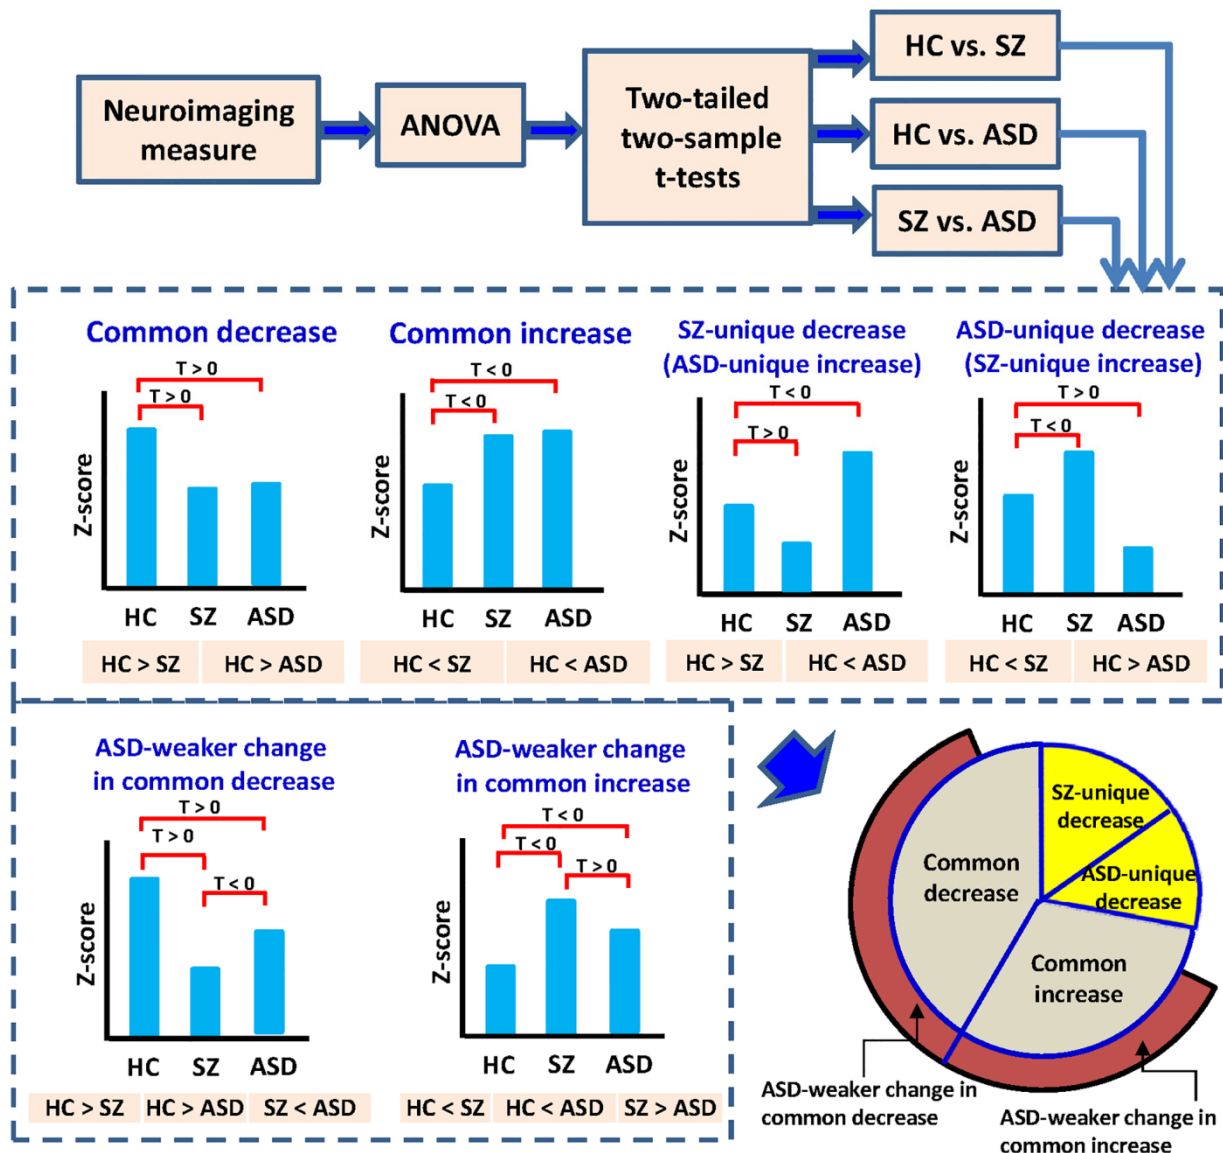 Neuroimaging
measure
ANOVA
Two-tailed
two-sample
t-tests
HC vs. SZ
HC vs. ASD
SZ vs. ASD
Common decrease
T > 0
T > 0
Z-score
HC SZ ASD
HC > SZ HC > ASD
Common increase
T < 0
T < 0
Z-score
HC SZ ASD
HC < SZ HC < ASD
SZ-unique decrease
(ASD-unique increase)
T < 0
T > 0
Z-score
HC SZ ASD
HC > SZ HC < ASD
ASD-unique decrease
(SZ-unique increase)
T > 0
T < 0
Z-score
HC SZ ASD
HC < SZ HC > ASD
ASD-weaker change
in common decrease
T > 0
T > 0
T < 0
Z-score
HC SZ ASD
HC > SZ HC > ASD SZ < ASD
ASD-weaker change
in common increase
T < 0
T < 0
T > 0
Z-score
HC SZ ASD
HC < SZ HC < ASD SZ > ASD
SZ-unique
decrease
ASD-unique
decrease
Common
decrease
Common
increase
ASD-weaker change in
common decrease
ASD-weaker change in
common increase